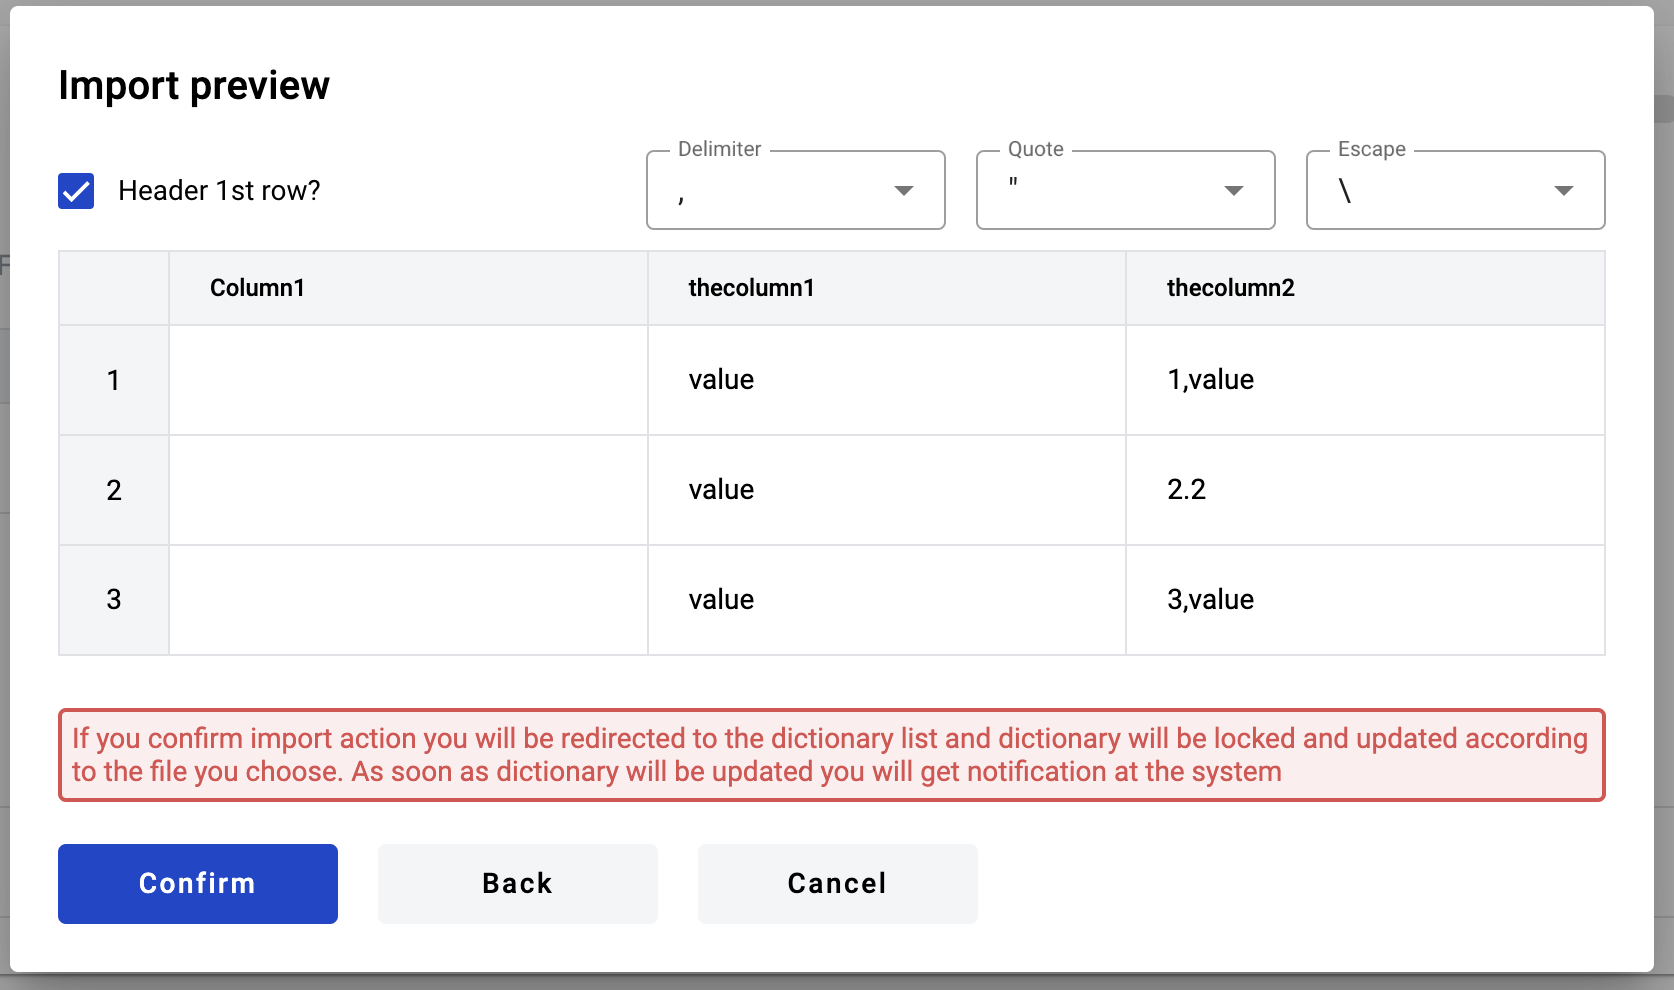 Import preview
Header 1st row?
Delimiter
,
Quote
"
Escape
\
Column1 thecolumn1 thecolumn2
1 value 1,value
2 value 2.2
3 value 3,value
If you confirm import action you will be redirected to the dictionary list and dictionary will be locked and updated according
to the file you choose. As soon as dictionary will be updated you will get notification at the system
Confirm Back Cancel